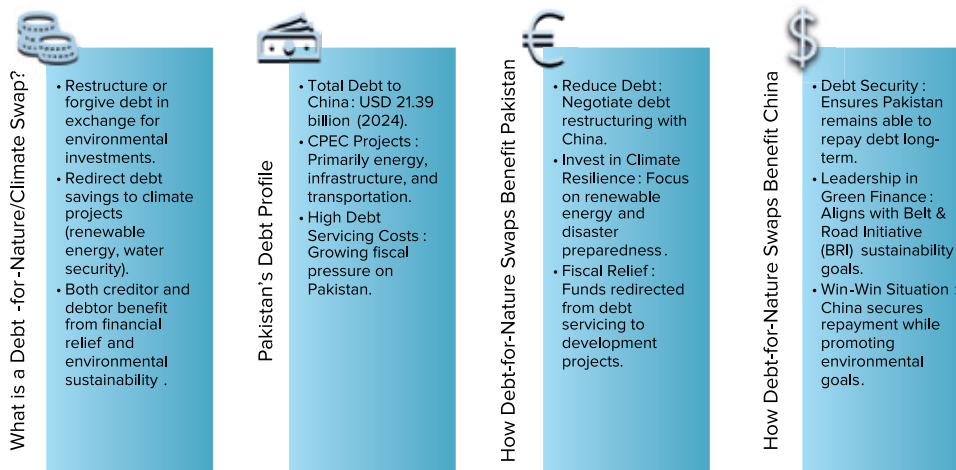 What is a Debt -for-Nature/Climate Swap?
• Restructure or
forgive debt in
exchange for
environmental
investments.
• Redirect debt
savings to climate
projects
(renewable
energy, water
security).
• Both creditor and
debtor benefit
from financial
relief and
environmental
sustainability .
Pakistan's Debt Profile
• Total Debt to
China: USD 21.39
billion (2024).
• CPEC Projects :
Primarily energy,
infrastructure, and
transportation.
• High Debt
Servicing Costs :
Growing fiscal
pressure on
Pakistan.
How Debt-for-Nature Swaps Benefit Pakistan
• Reduce Debt:
Negotiate debt
restructuring with
China.
• Invest in Climate
Resilience: Focus
on renewable
energy and
disaster
preparedness.
• Fiscal Relief :
Funds redirected
from debt
servicing to
development
projects.
How Debt-for-Nature Swaps Benefit China
• Debt Security :
Ensures Pakistan
remains able to
repay debt long-
term.
• Leadership in
Green Finance :
Aligns with Belt &
Road Initiative
(BRI) sustainability
goals.
• Win-Win Situation :
China secures
repayment while
promoting
environmental
goals.